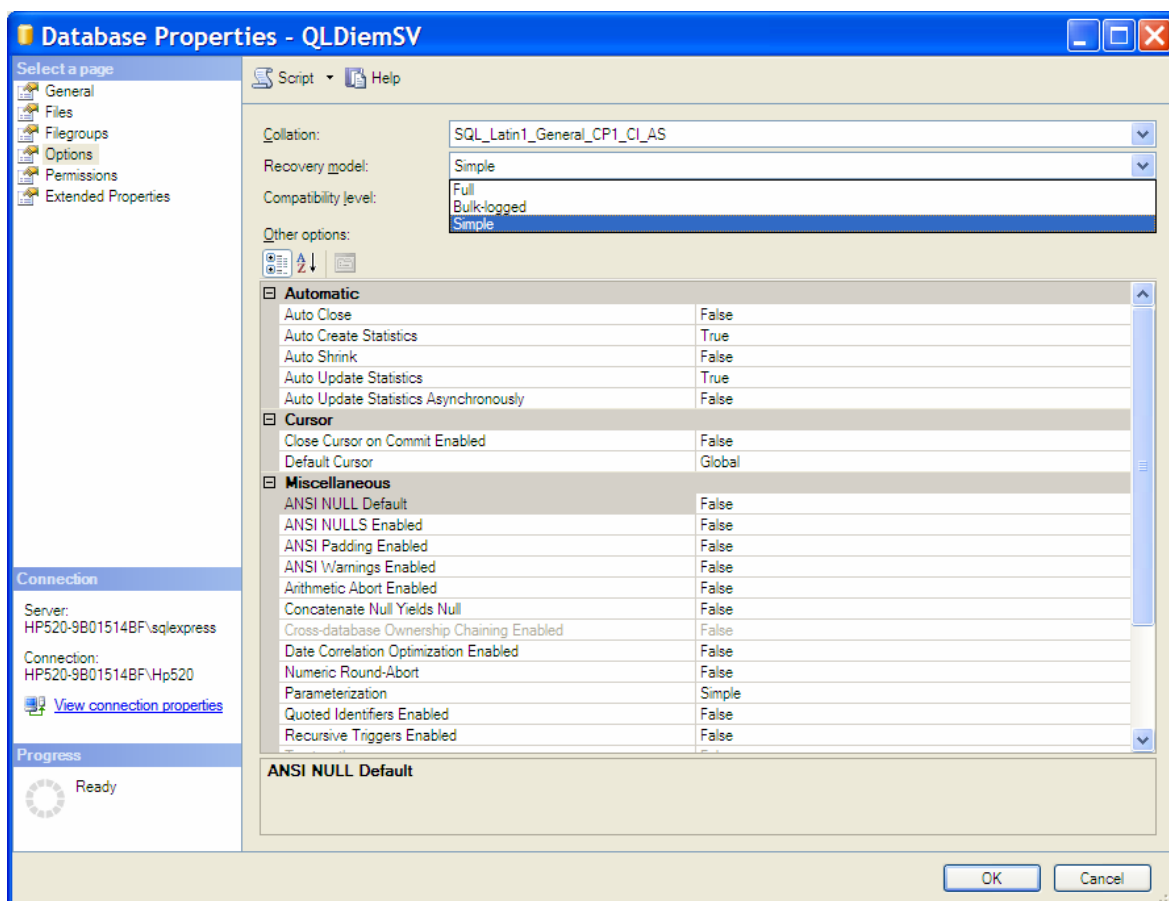 Database Properties - QLDiemSV
Select a page
General
Files
Filegroups
Options
Permissions
Extended Properties
Script Help
Collation: SQL_Latin1_General_CP1_CI_AS
Recovery model: Simple
Full
Compatibility level:
Bulk-logged
Simple
Other options:
Automatic
Auto Close False
Auto Create Statistics True
Auto Shrink False
Auto Update Statistics True
Auto Update Statistics Asynchronously False
Cursor
Close Cursor on Commit Enabled False
Default Cursor Global
Miscellaneous
ANSI NULL Default False
ANSI NULLS Enabled False
ANSI Padding Enabled False
ANSI Warnings Enabled False
Arithmetic Abort Enabled False
Concatenate Null Yields Null False
Cross-database Ownership Chaining Enabled False
Date Correlation Optimization Enabled False
Numeric Round-Abort False
Parameterization Simple
Quoted Identifiers Enabled False
Recursive Triggers Enabled False
ANSI NULL Default
Connection
Server:
HP520-9B01514BF\sqlexpress
Connection:
HP520-9B01514BF\Hp520
View connection properties
Progress
Ready
OK Cancel